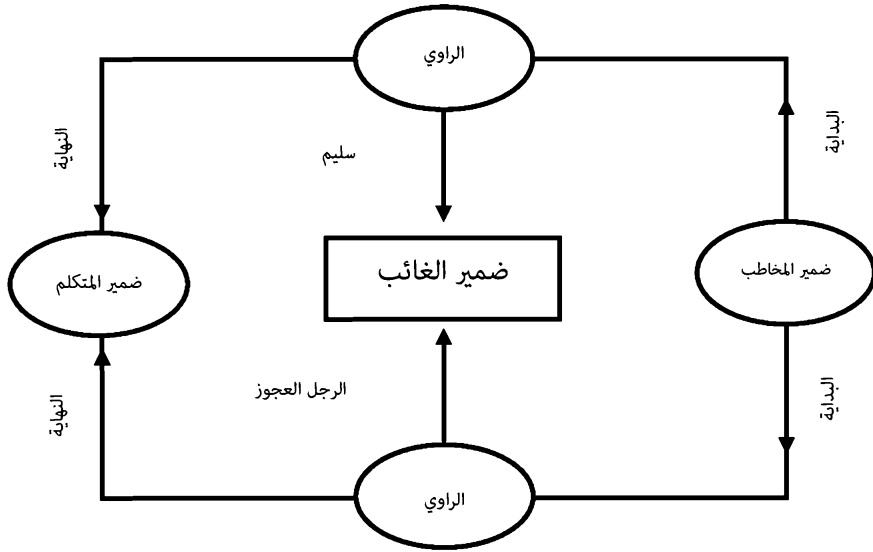 الراوي
البداية
النهاية
سليم
ضمير المخاطب
ضمير الغائب
ضمير المتكلم
الرجل العجوز
البداية
النهاية
الراوي